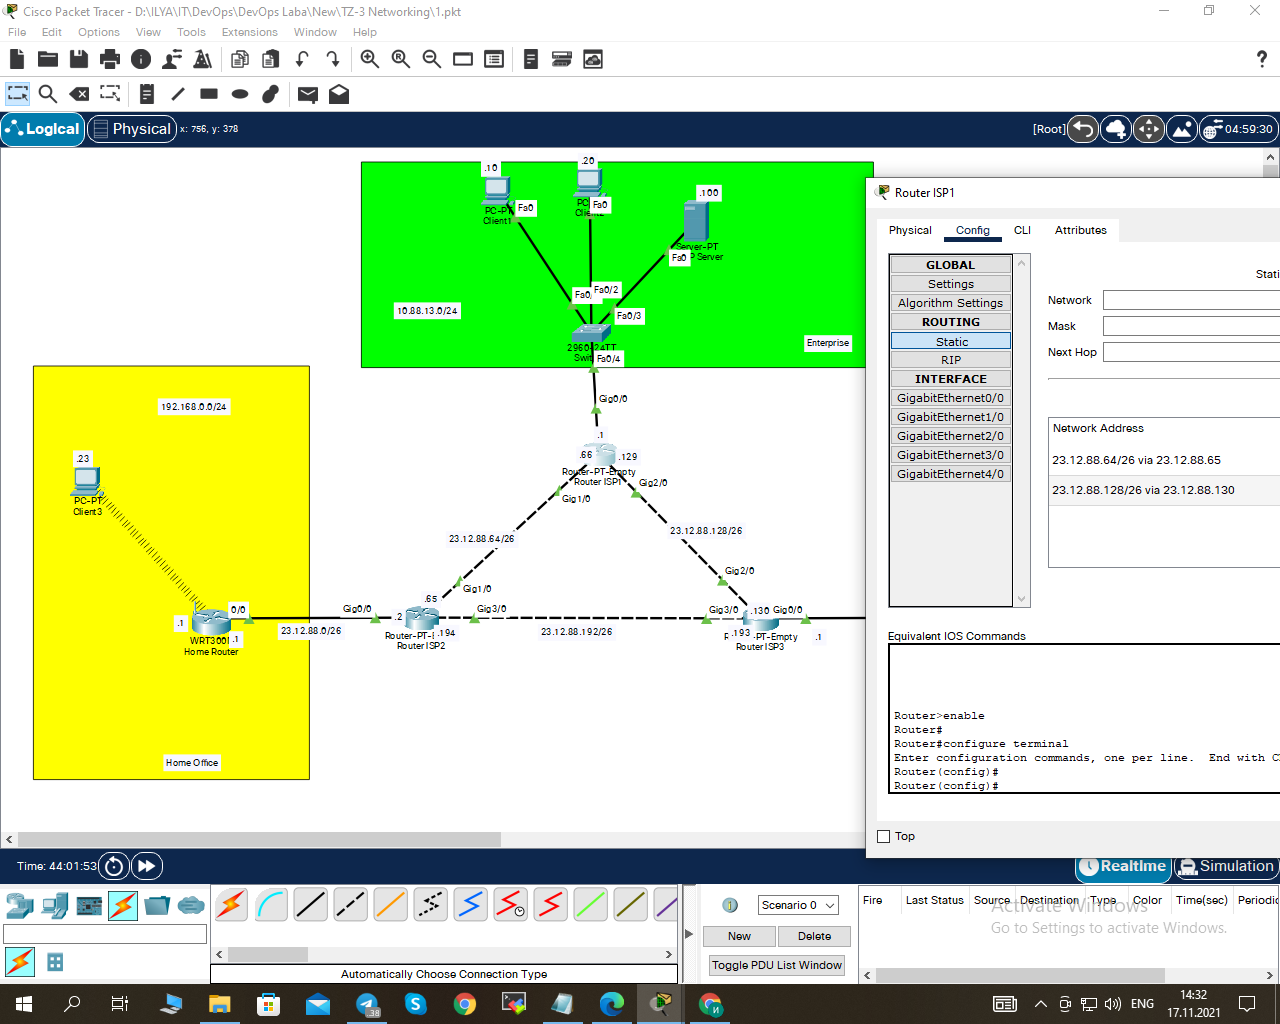 Cisco Packet Tracer - D:\ILYA\IT\DevOps\DevOps Laba\New\TZ-3 Networking\1.pkt
File Edit Options View Tools Extensions Window Help
Logical Physical x: 756, y: 378
[Root] 04:59:30
.10
PC-PT
Client1
Fa0
.20
PC
Fa0
.100
Server-PT
P Server
Fa0
Fa0/2
Fa0/3
10.88.13.0/24
2960-24TT
Fa0/4
Enterprise
Gig0/0
.1
.66
.129
Router-PT-Empty
Router ISP1
Gig1/0
Gig2/0
192.168.0.0/24
.23
PC-PT
Client3
23.12.88.64/26
23.12.88.128/26
Gig1/0
Gig2/0
.65
0/0
.1
WRT300
.1
Home Router
23.12.88.0/26
Gig0/0
.2
.194
Router ISP2
Gig3/0
23.12.88.192/26
Gig3/0
.130
Gig0/0
.193
PT-Empty
Router ISP3
.1
Home Office
Router ISP1
Physical Config CLI Attributes
GLOBAL
Settings
Algorithm Settings
ROUTING
Static
RIP
INTERFACE
GigabitEthernet0/0
GigabitEthernet1/0
GigabitEthernet2/0
GigabitEthernet3/0
GigabitEthernet4/0
Stati
Network
Mask
Next Hop
Network Address
23.12.88.64/26 via 23.12.88.65
23.12.88.128/26 via 23.12.88.130
Equivalent IOS Commands
Router>enable
Router#
Router#configure terminal
Enter configuration commands, one per line. End with C
Router(config)#
Router(config)#
Top
Time: 44:01:53
Realtime Simulation
Automatically Choose Connection Type
Scenario 0
New Delete
Toggle PDU List Window
Fire Last Status Source Destination Type Color Time(sec) Periodic
Activate Windows
Go to Settings to activate Windows.
.38
ENG
14:32
17.11.2021